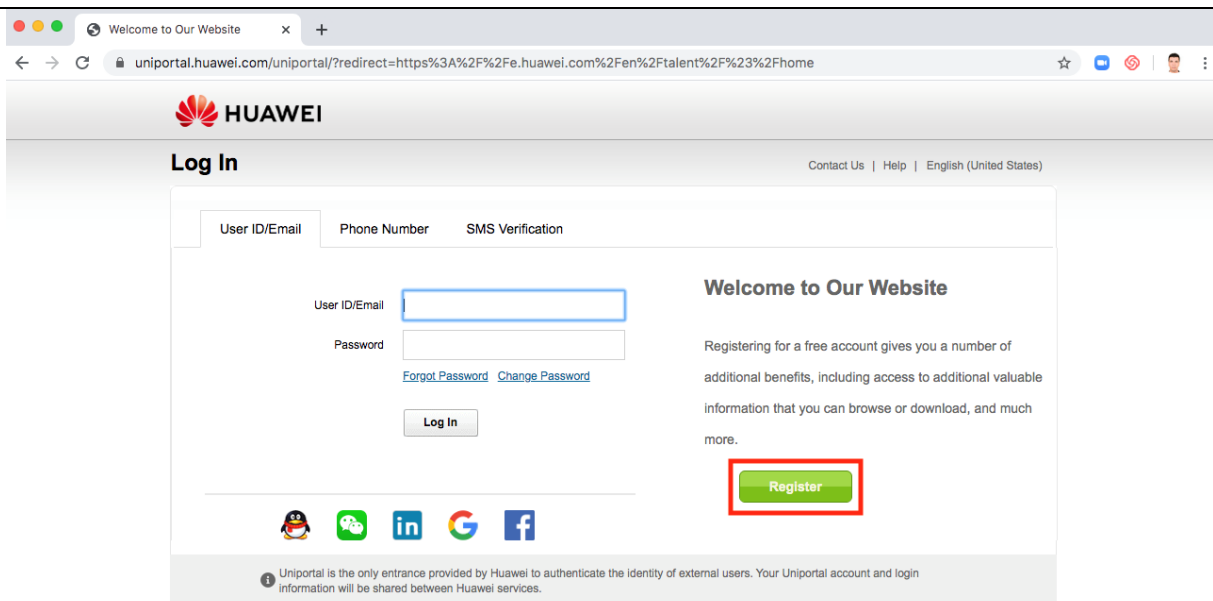 Welcome to Our Website
uniportal.huawei.com/uniportal/?redirect=https%3A%2F%2Fe.huawei.com%2Fen%2Ftalent%2F%23%2Fhome
HUAWEI
Log In
Contact Us | Help | English (United States)
User ID/Email Phone Number SMS Verification
User ID/Email
Password
Forgot Password Change Password
Log In
Welcome to Our Website
Registering for a free account gives you a number of
additional benefits, including access to additional valuable
information that you can browse or download, and much
more.
Register
in G f
Uniportal is the only entrance provided by Huawei to authenticate the identity of external users. Your Uniportal account and login
information will be shared between Huawei services.